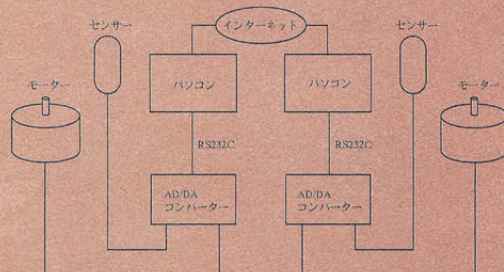 インターネット
センサー
センサー
モーター
パソコン
パソコン
モーター
RS232C
RS232C
AD/DA
コンバーター
AD/DA
コンバーター